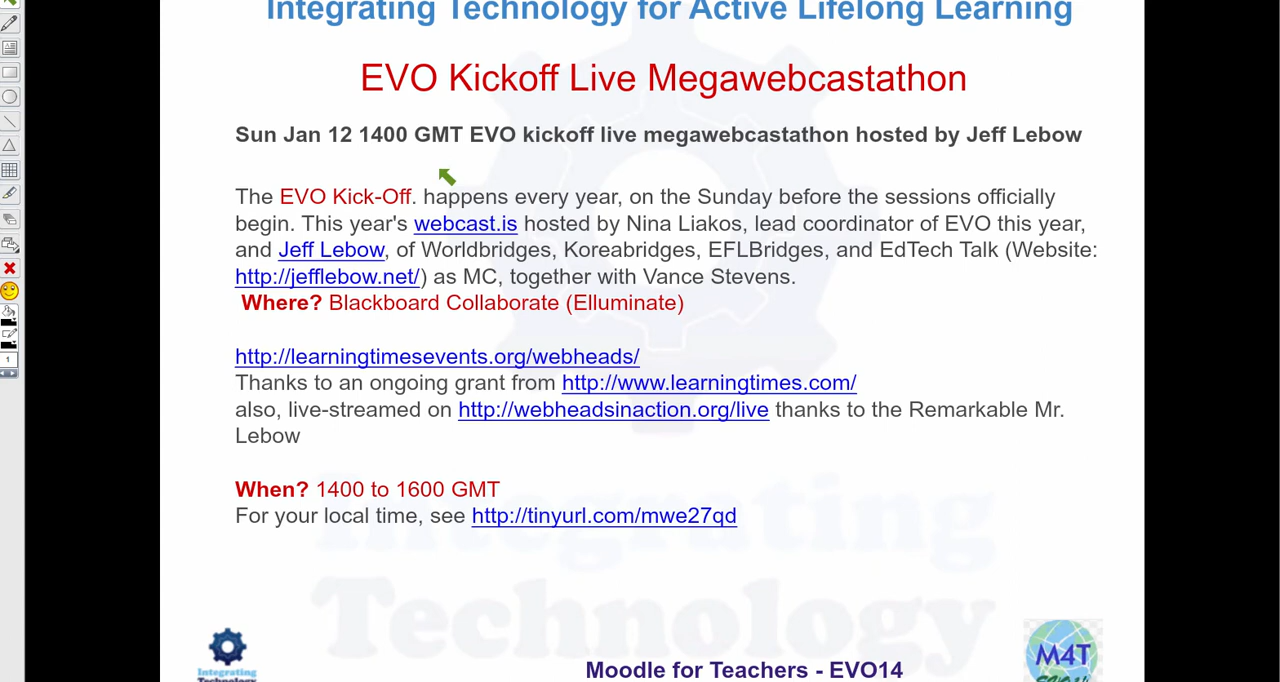 Integrating Technology for Active Lifelong Learning
EVO Kickoff Live Megawebcastathon
Sun Jan 12 1400 GMT EVO kickoff live megawebcastathon hosted by Jeff Lebow
The EVO Kick-Off. happens every year, on the Sunday before the sessions officially
begin. This year's webcast.is hosted by Nina Liakos, lead coordinator of EVO this year,
and Jeff Lebow, of Worldbridges, Koreabridges, EFLBridges, and EdTech Talk (Website:
http://jefflebow.net/) as MC, together with Vance Stevens.
Where? Blackboard Collaborate (Elluminate)
http://learningtimesevents.org/webheads/
Thanks to an ongoing grant from http://www.learningtimes.com/
also, live-streamed on http://webheadsinaction.org/live thanks to the Remarkable Mr.
Lebow
When? 1400 to 1600 GMT
For your local time, see http://tinyurl.com/mwe27qd
Integrating
Technology
Integrating
Technology
Moodle for Teachers - EVO14
M4T
EVO14
1